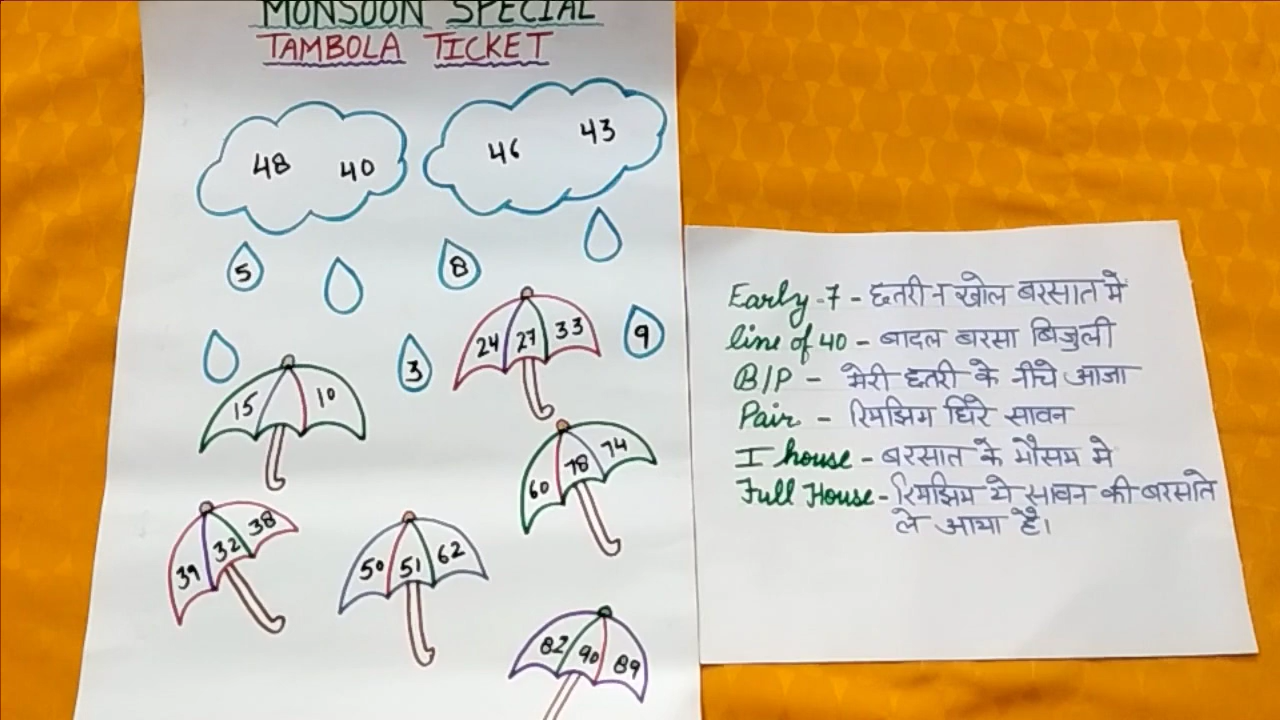 MONSOON SPECIAL
TAMBOLA TICKET
48 40
46 43
5
8
9
3
24 27 33
15 10
60 78 74
39 32 38
50 51 62
82 90 89
Early-7 - छतरी न खोल बरसात में
line of 40 - बादल बरसा बिजुली
B/P - मेरी छतरी के नीचे आजा
Pair - रिमझिम घिरे सावन
I house - बरसात के मौसम मे
Full House - रिमझिम ये सावन की बरसाते
ले आया है।